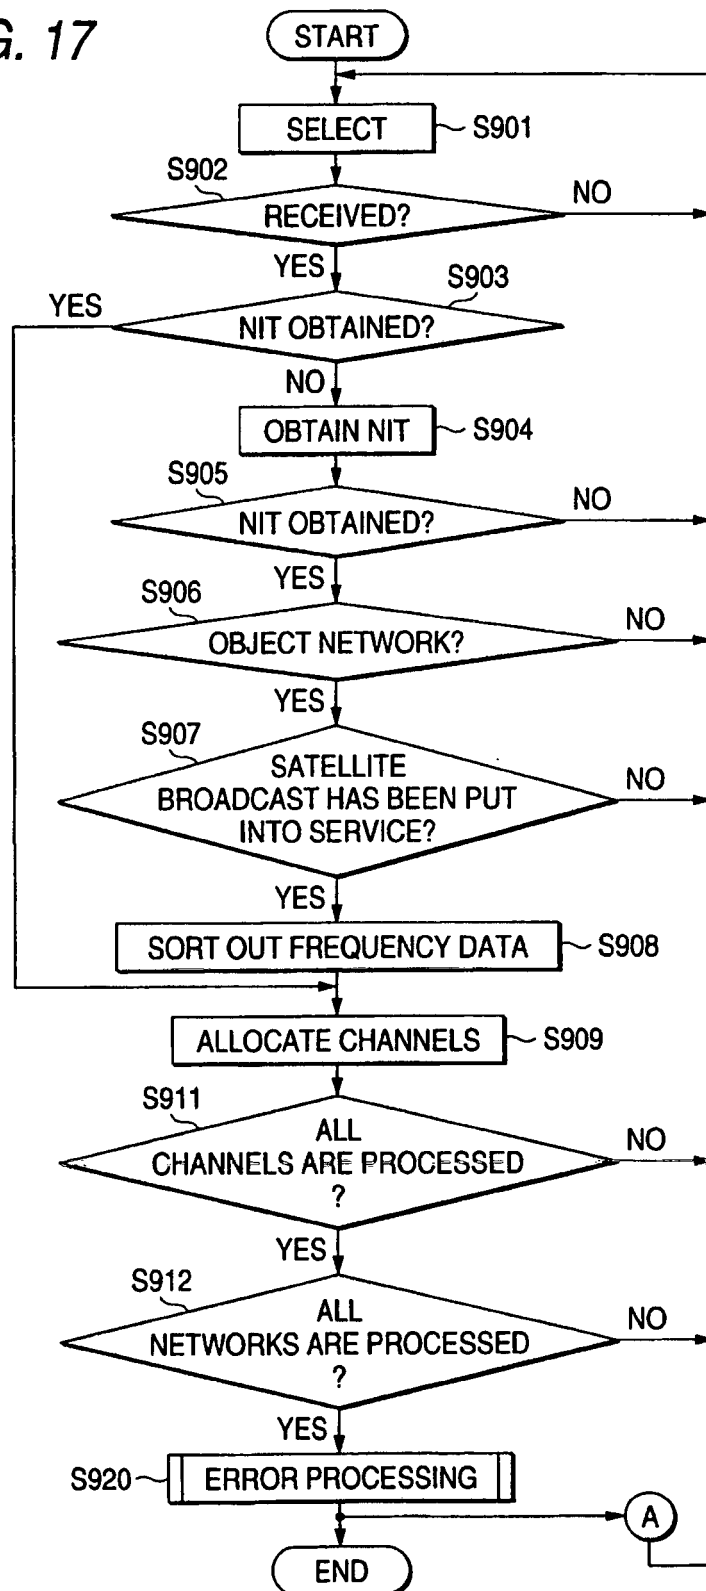 G. 17
START
SELECT
S901
S902
RECEIVED?
NO
YES
S903
YES
NIT OBTAINED?
NO
OBTAIN NIT
S904
S905
NIT OBTAINED?
NO
YES
S906
OBJECT NETWORK?
NO
YES
S907
SATELLITE
BROADCAST HAS BEEN PUT
INTO SERVICE?
NO
YES
SORT OUT FREQUENCY DATA
S908
ALLOCATE CHANNELS
S909
S911
ALL
CHANNELS ARE PROCESSED
?
NO
YES
S912
ALL
NETWORKS ARE PROCESSED
?
NO
YES
S920
ERROR PROCESSING
A
END